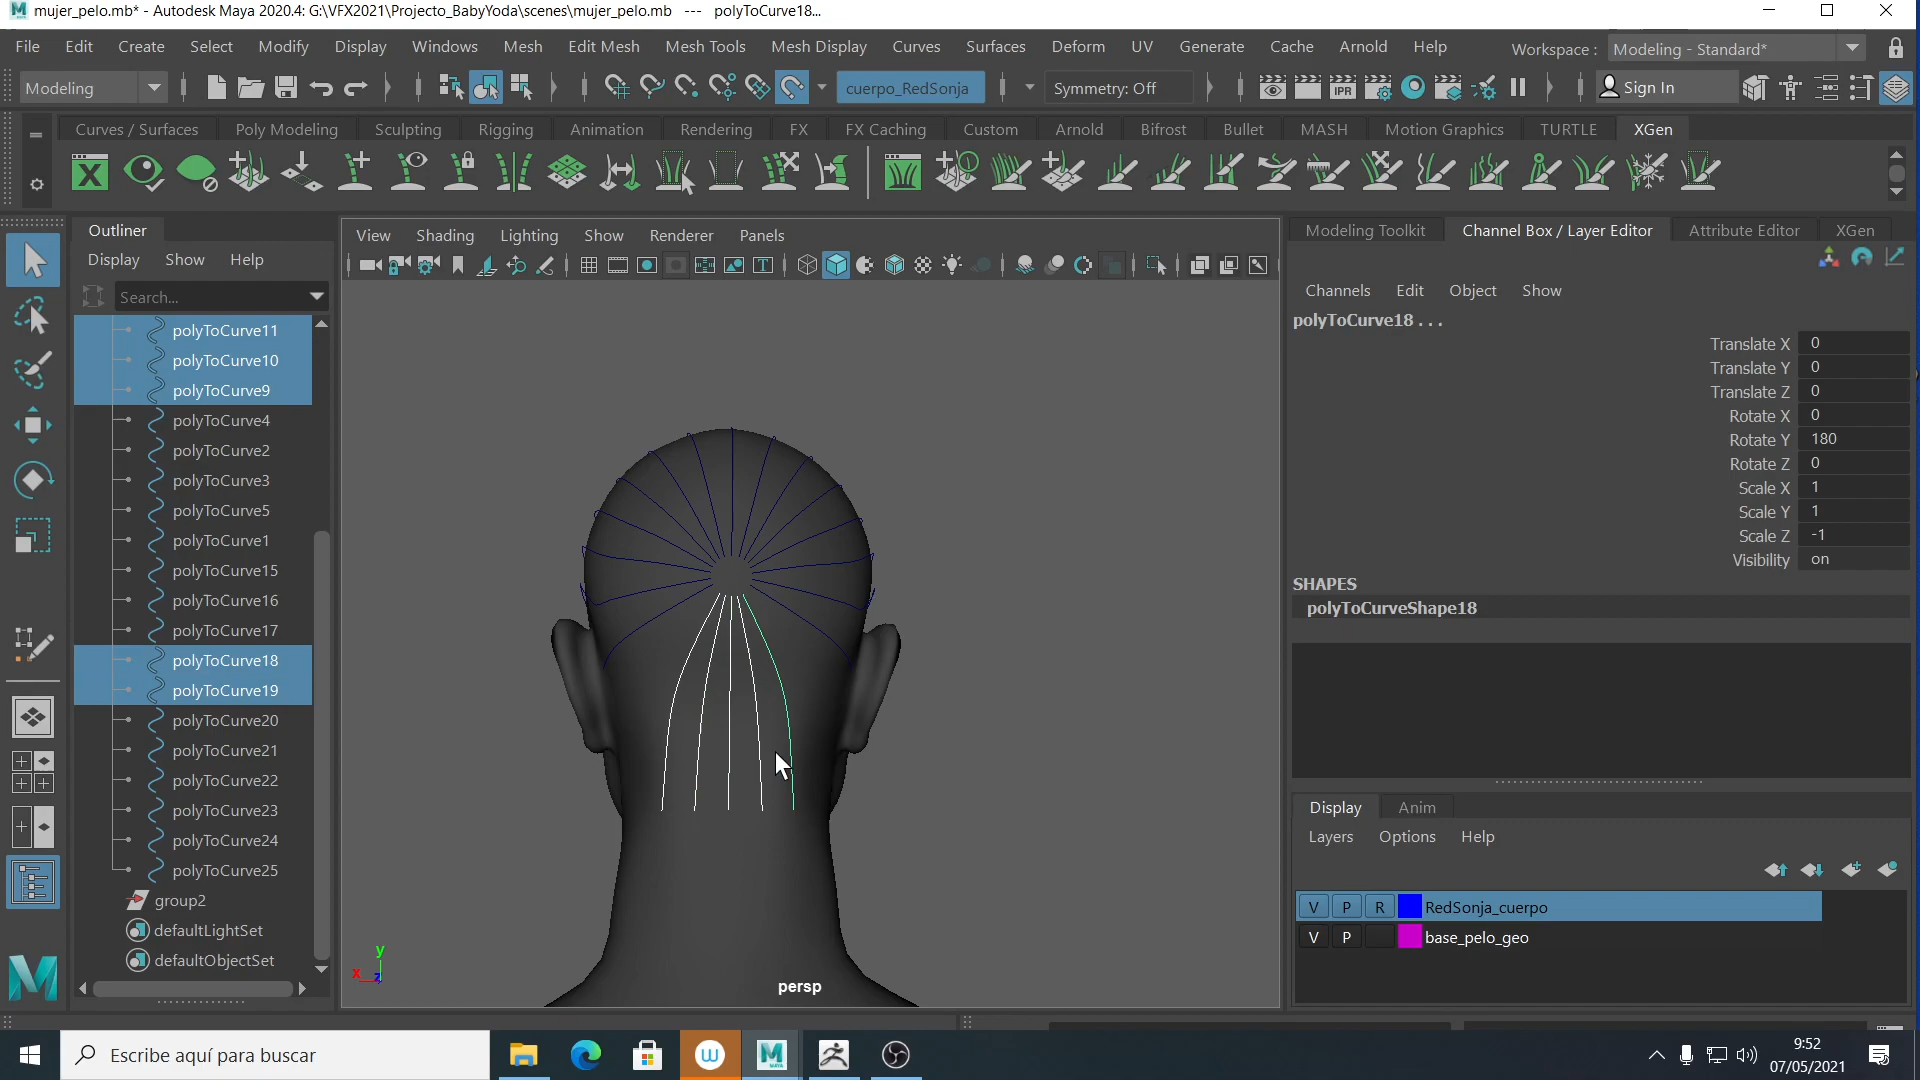 mujer_pelo.mb* - Autodesk Maya 2020.4: G:\VFX2021\Projecto_BabyYoda\scenes\mujer_pelo.mb   ---   polyToCurve18...
File Edit Create Select Modify Display Windows Mesh Edit Mesh Mesh Tools Mesh Display Curves Surfaces Deform UV Generate Cache Arnold Help Workspace : Modeling - Standard*
Modeling cuerpo_RedSonja Symmetry: Off IPR Sign In
Curves / Surfaces Poly Modeling Sculpting Rigging Animation Rendering FX FX Caching Custom Arnold Bifrost Bullet MASH Motion Graphics TURTLE XGen
Outliner
Display Show Help
Search...
polyToCurve11
polyToCurve10
polyToCurve9
polyToCurve4
polyToCurve2
polyToCurve3
polyToCurve5
polyToCurve1
polyToCurve15
polyToCurve16
polyToCurve17
polyToCurve18
polyToCurve19
polyToCurve20
polyToCurve21
polyToCurve22
polyToCurve23
polyToCurve24
polyToCurve25
group2
defaultLightSet
defaultObjectSet
View Shading Lighting Show Renderer Panels
y
x z
persp
Modeling Toolkit Channel Box / Layer Editor Attribute Editor XGen
Channels Edit Object Show
polyToCurve18 . . .
Translate X 0
Translate Y 0
Translate Z 0
Rotate X 0
Rotate Y 180
Rotate Z 0
Scale X 1
Scale Y 1
Scale Z -1
Visibility on
SHAPES
polyToCurveShape18
Display Anim
Layers Options Help
V P R RedSonja_cuerpo
V P base_pelo_geo
Escribe aquí para buscar
9:52
07/05/2021